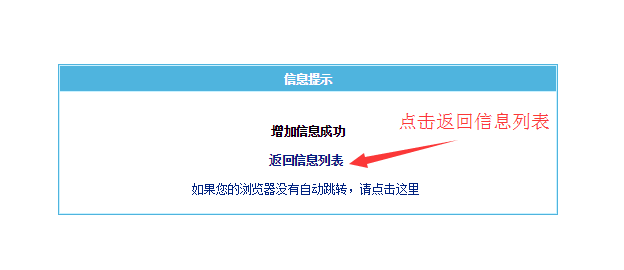 信息提示
点击返回信息列表
增加信息成功
返回信息列表
如果您的浏览器没有自动跳转，请点击这里